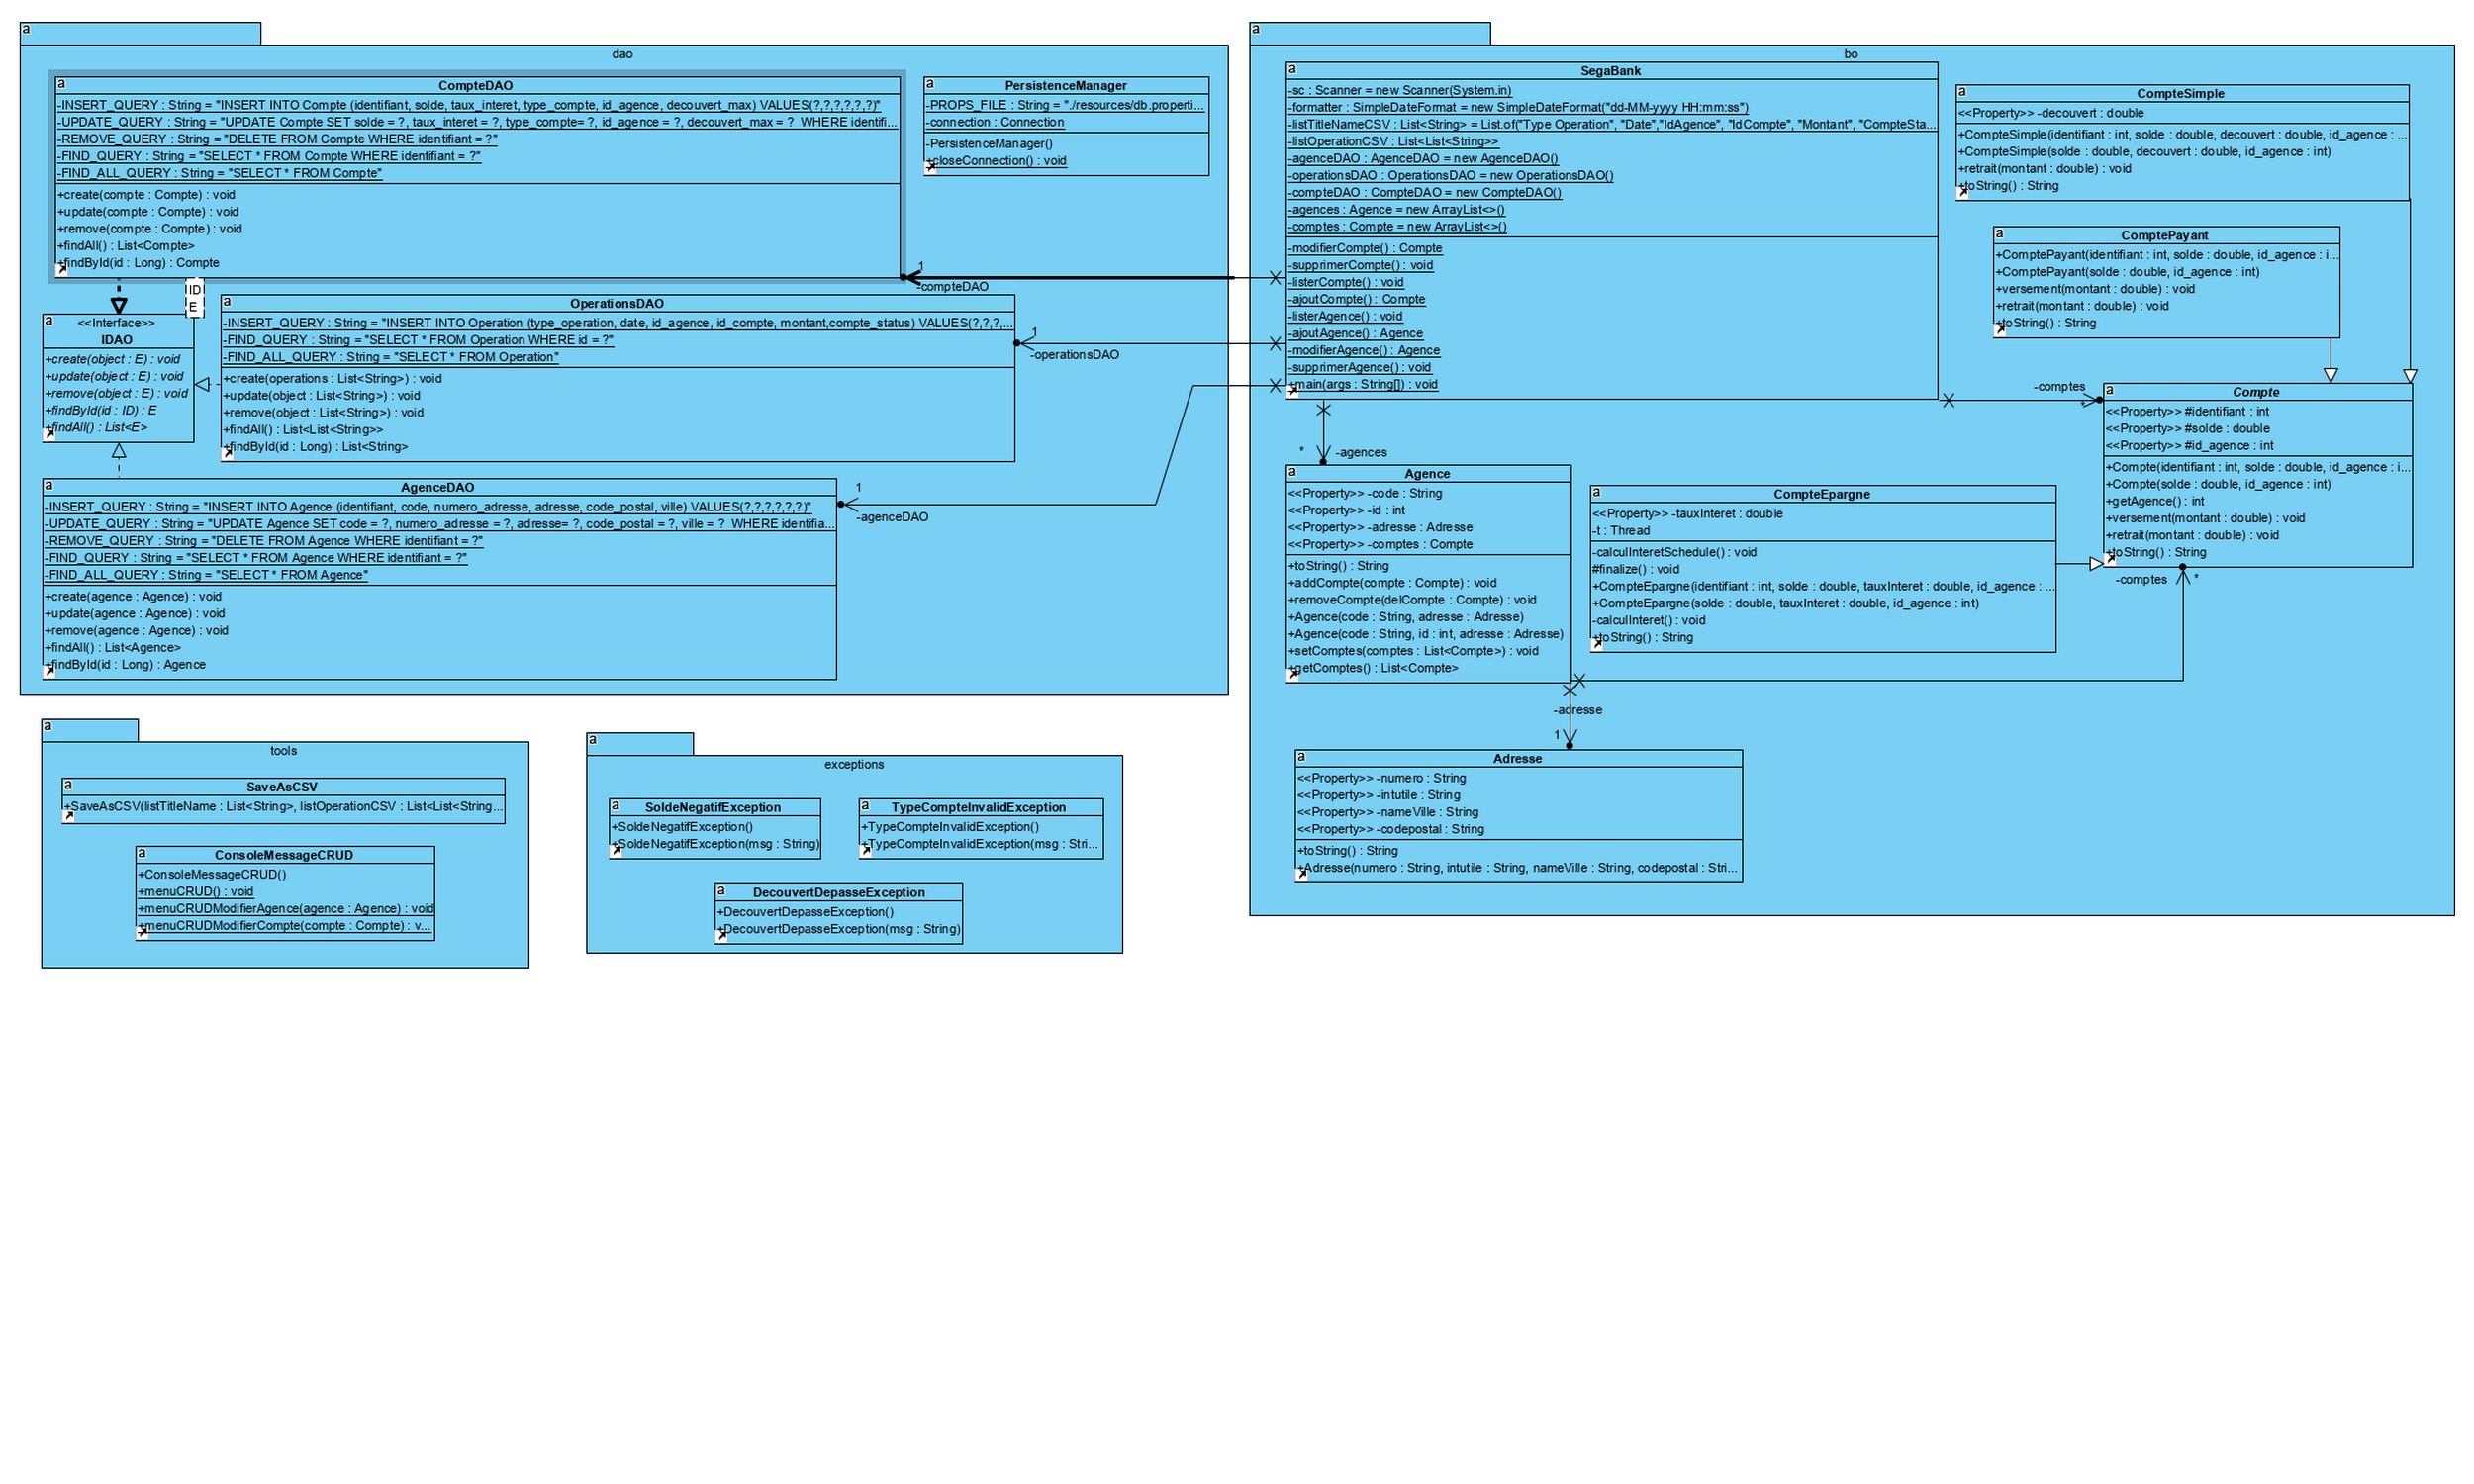 a
dao
a
CompteDAO
-INSERT_QUERY : String = "INSERT INTO Compte (identifiant, solde, taux_interet, type_compte, id_agence, decouvert_max) VALUES(?,?,?,?,?,?)"
-UPDATE_QUERY : String = "UPDATE Compte SET solde = ?, taux_interet = ?, type_compte= ?, id_agence = ?, decouvert_max = ?  WHERE identifi...
-REMOVE_QUERY : String = "DELETE FROM Compte WHERE identifiant = ?"
-FIND_QUERY : String = "SELECT * FROM Compte WHERE identifiant = ?"
-FIND_ALL_QUERY : String = "SELECT * FROM Compte"
+create(compte : Compte) : void
+update(compte : Compte) : void
+remove(compte : Compte) : void
+findAll() : List<Compte>
+findById(id : Long) : Compte
a
PersistenceManager
-PROPS_FILE : String = "./resources/db.properti...
-connection : Connection
-PersistenceManager()
+closeConnection() : void
1
-compteDAO
ID
E
a
<<Interface>>
IDAO
+create(object : E) : void
+update(object : E) : void
+remove(object : E) : void
+findById(id : ID) : E
+findAll() : List<E>
a
OperationsDAO
-INSERT_QUERY : String = "INSERT INTO Operation (type_operation, date, id_agence, id_compte, montant,compte_status) VALUES(?,?,?,...
-FIND_QUERY : String = "SELECT * FROM Operation WHERE id = ?"
-FIND_ALL_QUERY : String = "SELECT * FROM Operation"
+create(operations : List<String>) : void
+update(object : List<String>) : void
+remove(object : List<String>) : void
+findAll() : List<List<String>>
+findById(id : Long) : List<String>
1
-operationsDAO
a
AgenceDAO
-INSERT_QUERY : String = "INSERT INTO Agence (identifiant, code, numero_adresse, adresse, code_postal, ville) VALUES(?,?,?,?,?,?)"
-UPDATE_QUERY : String = "UPDATE Agence SET code = ?, numero_adresse = ?, adresse= ?, code_postal = ?, ville = ?  WHERE identifia...
-REMOVE_QUERY : String = "DELETE FROM Agence WHERE identifiant = ?"
-FIND_QUERY : String = "SELECT * FROM Agence WHERE identifiant = ?"
-FIND_ALL_QUERY : String = "SELECT * FROM Agence"
+create(agence : Agence) : void
+update(agence : Agence) : void
+remove(agence : Agence) : void
+findAll() : List<Agence>
+findById(id : Long) : Agence
1
-agenceDAO
a
bo
a
SegaBank
-sc : Scanner = new Scanner(System.in)
-formatter : SimpleDateFormat = new SimpleDateFormat("dd-MM-yyyy HH:mm:ss")
-listTitleNameCSV : List<String> = List.of("Type Operation", "Date","IdAgence", "IdCompte", "Montant", "CompteSta...
-listOperationCSV : List<List<String>>
-agenceDAO : AgenceDAO = new AgenceDAO()
-operationsDAO : OperationsDAO = new OperationsDAO()
-compteDAO : CompteDAO = new CompteDAO()
-agences : Agence = new ArrayList<>()
-comptes : Compte = new ArrayList<>()
-modifierCompte() : Compte
-supprimerCompte() : void
-listerCompte() : void
-ajoutCompte() : Compte
-listerAgence() : void
-ajoutAgence() : Agence
-modifierAgence() : Agence
-supprimerAgence() : void
+main(args : String[]) : void
a
CompteSimple
<<Property>> -decouvert : double
+CompteSimple(identifiant : int, solde : double, decouvert : double, id_agence : ...
+CompteSimple(solde : double, decouvert : double, id_agence : int)
+retrait(montant : double) : void
+toString() : String
a
ComptePayant
+ComptePayant(identifiant : int, solde : double, id_agence : i...
+ComptePayant(solde : double, id_agence : int)
+versement(montant : double) : void
+retrait(montant : double) : void
+toString() : String
-comptes
*
a
Compte
<<Property>> #identifiant : int
<<Property>> #solde : double
<<Property>> #id_agence : int
+Compte(identifiant : int, solde : double, id_agence : i...
+Compte(solde : double, id_agence : int)
+getAgence() : int
+versement(montant : double) : void
+retrait(montant : double) : void
+toString() : String
*
-agences
a
Agence
<<Property>> -code : String
<<Property>> -id : int
<<Property>> -adresse : Adresse
<<Property>> -comptes : Compte
+toString() : String
+addCompte(compte : Compte) : void
+removeCompte(delCompte : Compte) : void
+Agence(code : String, adresse : Adresse)
+Agence(code : String, id : int, adresse : Adresse)
+setComptes(comptes : List<Compte>) : void
+getComptes() : List<Compte>
a
CompteEpargne
<<Property>> -tauxInteret : double
-t : Thread
-calculInteretSchedule() : void
#finalize() : void
+CompteEpargne(identifiant : int, solde : double, tauxInteret : double, id_agence : ...
+CompteEpargne(solde : double, tauxInteret : double, id_agence : int)
-calculInteret() : void
+toString() : String
-comptes
*
-adresse
1
a
Adresse
<<Property>> -numero : String
<<Property>> -intutile : String
<<Property>> -nameVille : String
<<Property>> -codepostal : String
+toString() : String
+Adresse(numero : String, intutile : String, nameVille : String, codepostal : Stri...
a
tools
a
SaveAsCSV
+SaveAsCSV(listTitleName : List<String>, listOperationCSV : List<List<String...
a
ConsoleMessageCRUD
+ConsoleMessageCRUD()
+menuCRUD() : void
+menuCRUDModifierAgence(agence : Agence) : void
+menuCRUDModifierCompte(compte : Compte) : v...
a
exceptions
a
SoldeNegatifException
+SoldeNegatifException()
+SoldeNegatifException(msg : String)
a
TypeCompteInvalidException
+TypeCompteInvalidException()
+TypeCompteInvalidException(msg : Stri...
a
DecouvertDepasseException
+DecouvertDepasseException()
+DecouvertDepasseException(msg : String)